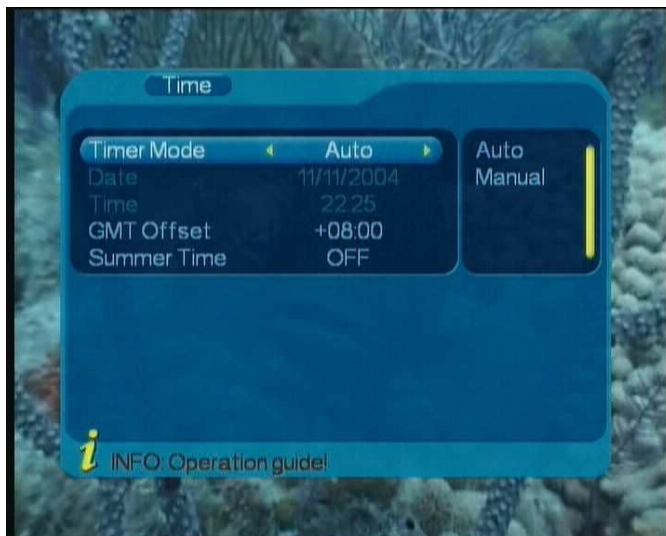 Time
Timer Mode Auto
Date 11/11/2004
Time 22:25
GMT Offset +08:00
Summer Time OFF
Auto
Manual
i INFO: Operation guide!